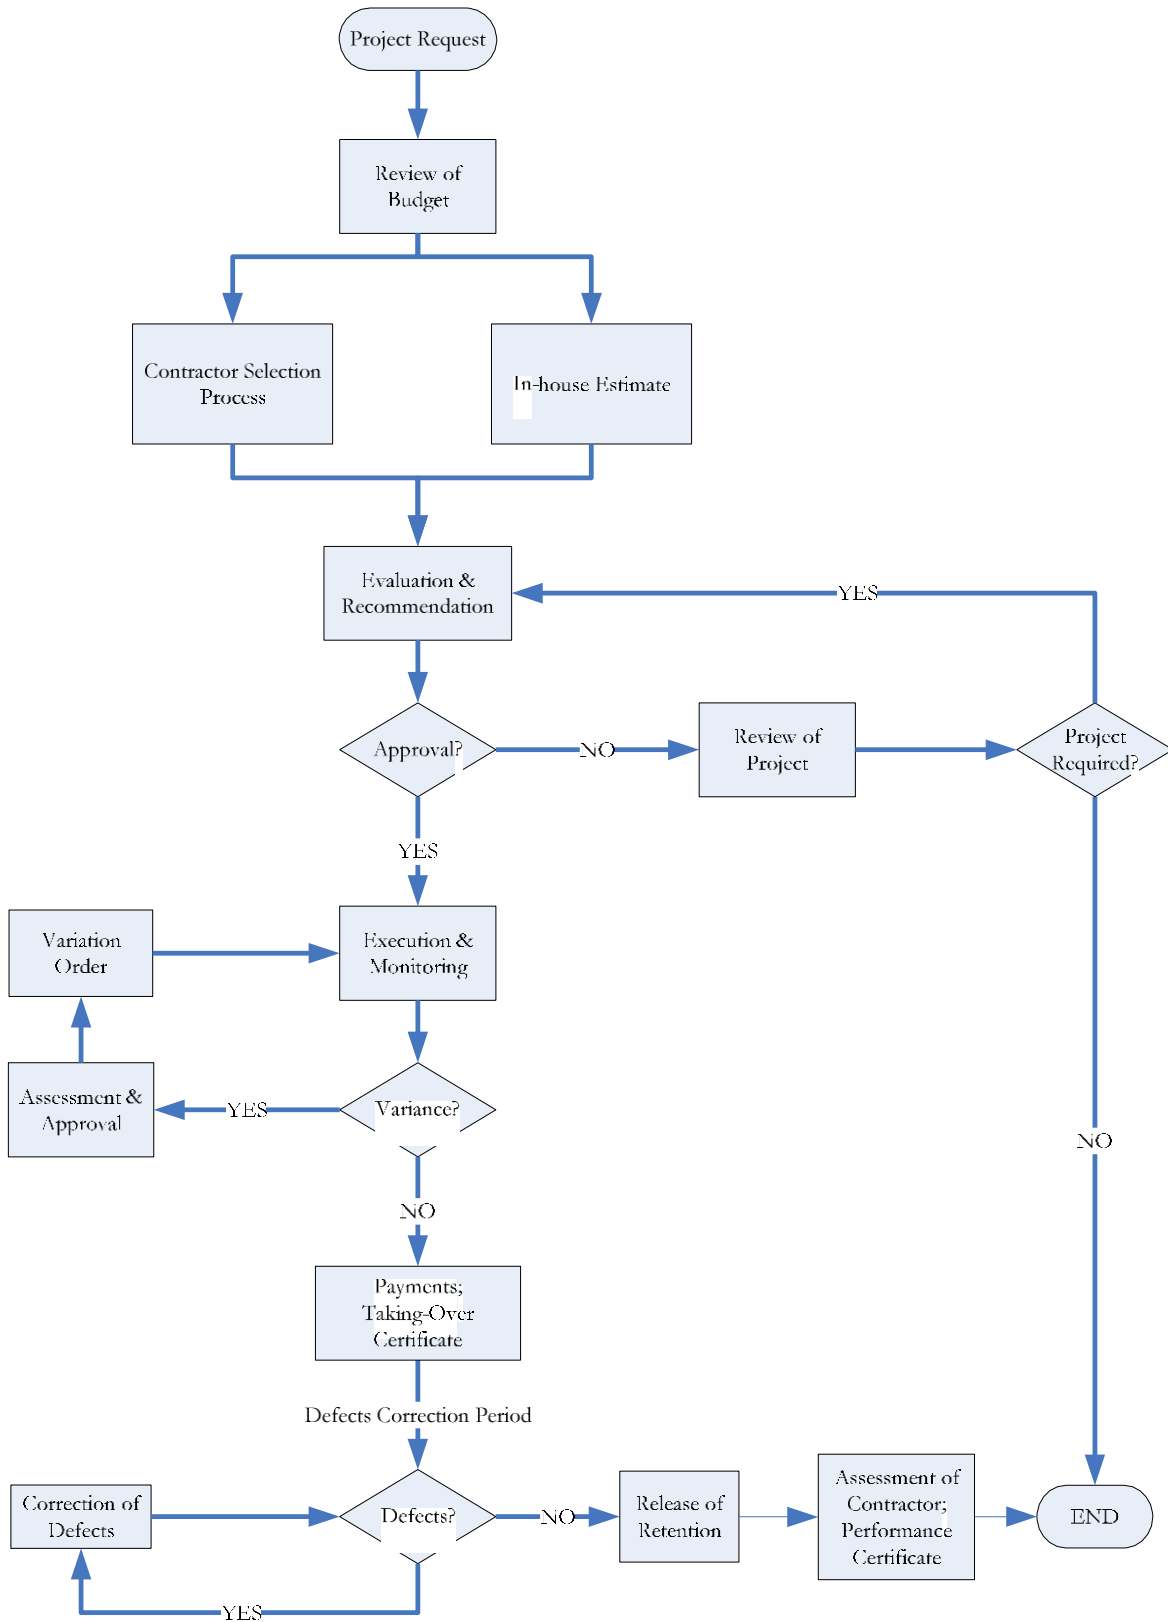 Project Request
Review of
Budget
Contractor Selection
Process
In-house Estimate
Evaluation &
Recommendation
YES
Approval?
NO
Review of
Project
Project
Required?
YES
Variation
Order
Execution &
Monitoring
Assessment &
Approval
YES
Variance?
NO
NO
Payments;
Taking-Over
Certificate
Defects Correction Period
Correction of
Defects
Defects?
NO
Release of
Retention
Assessment of
Contractor;
Performance
Certificate
END
YES